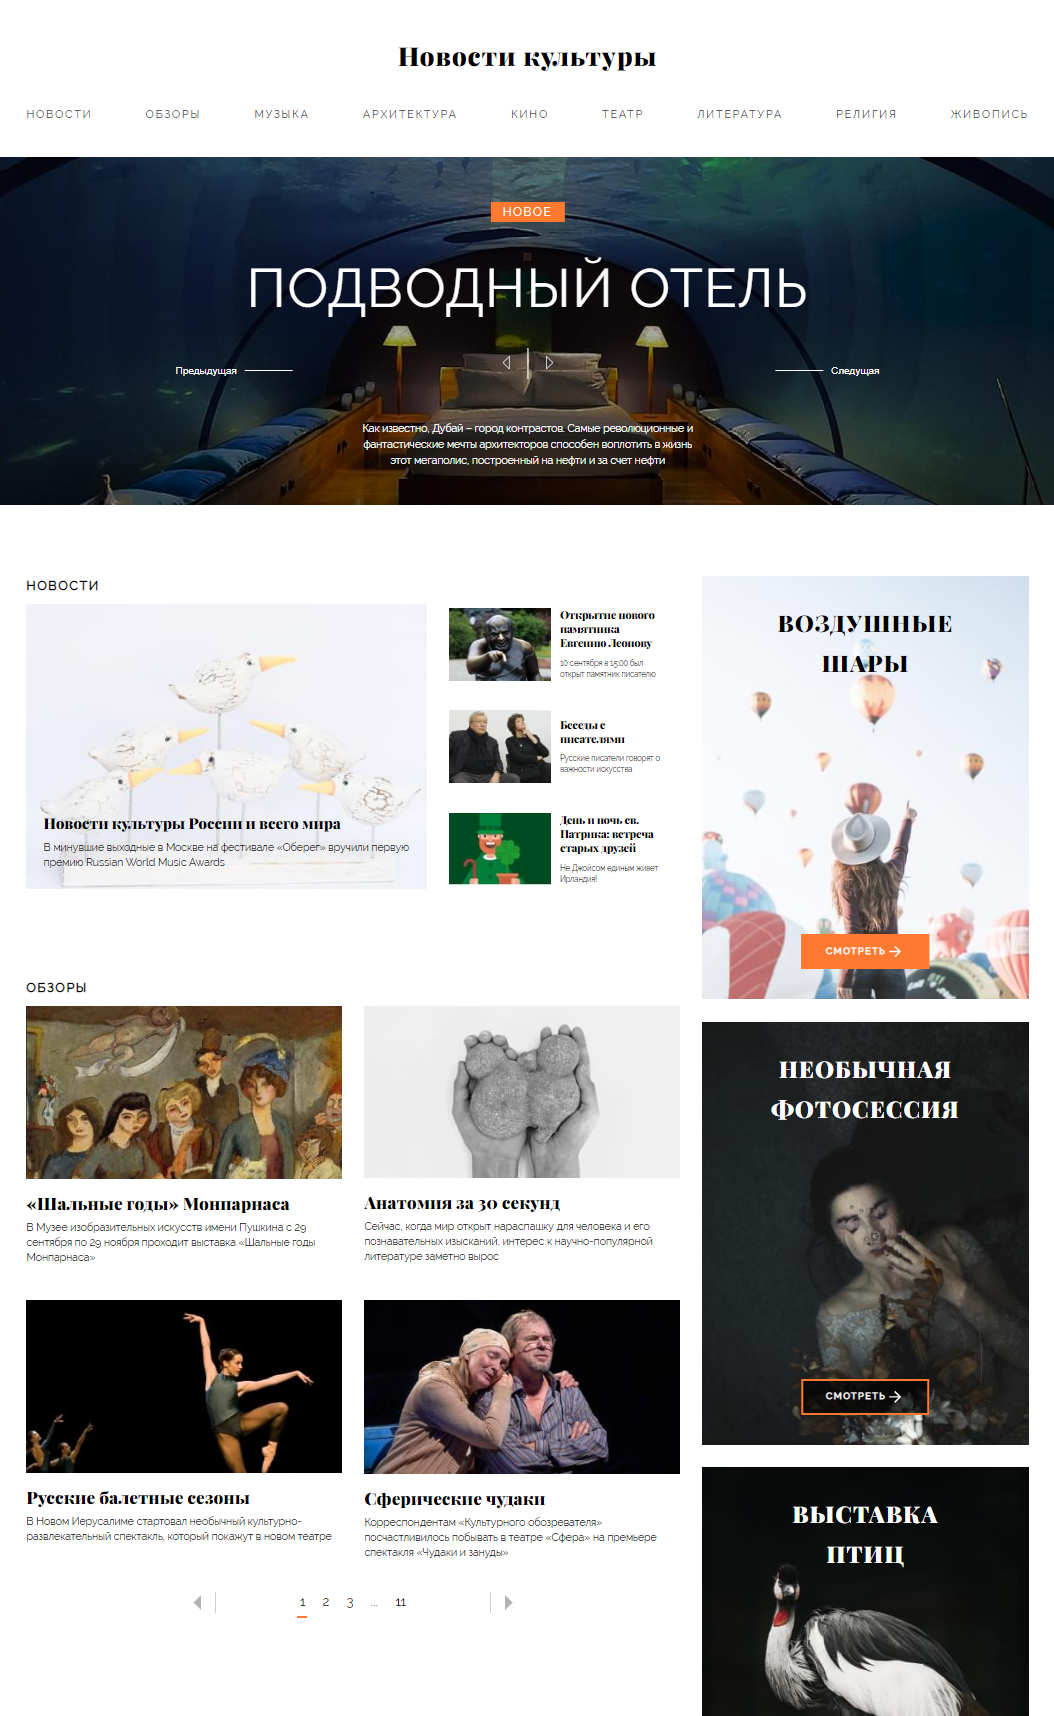 Новости культуры
НОВОСТИ ОБЗОРЫ МУЗЫКА АРХИТЕКТУРА КИНО ТЕАТР ЛИТЕРАТУРА РЕЛИГИЯ ЖИВОПИСЬ
НОВОЕ
ПОДВОДНЫЙ ОТЕЛЬ
Предыдущая
Следущая
Как известно, Дубай – город контрастов. Самые революционные и
фантастические мечты архитекторов способен воплотить в жизнь
этот мегаполис, построенный на нефти и за счет нефти
НОВОСТИ
Новости культуры России и всего мира
В минувшие выходные в Москве на фестивале «Оберег» вручили первую
премию Russian World Music Awards
Открытие нового
памятника
Евгению Леонову
10 сентября в 15:00 был
открыт памятник писателю
Беседы с
писателями
Русские писатели говорят о
важности искусства
День и ночь св.
Патрика: встреча
старых друзей
Не Джойсом единым живет
Ирландия!
ВОЗДУШНЫЕ
ШАРЫ
СМОТРЕТЬ
ОБЗОРЫ
«Шальные годы» Монпарнаса
В Музее изобразительных искусств имени Пушкина с 29
сентября по 29 ноября проходит выставка «Шальные годы
Монпарнаса»
Анатомия за 30 секунд
Сейчас, когда мир открыт нараспашку для человека и его
познавательных изысканий, интерес к научно-популярной
литературе заметно вырос
Русские балетные сезоны
В Новом Иерусалиме стартовал необычный культурно-
развлекательный спектакль, который покажут в новом театре
Сферические чудаки
Корреспондентам «Культурного обозревателя»
посчастливилось побывать в театре «Сфера» на премьере
спектакля «Чудаки и зануды»
1 2 3 ... 11
НЕОБЫЧНАЯ
ФОТОСЕССИЯ
СМОТРЕТЬ
ВЫСТАВКА
ПТИЦ